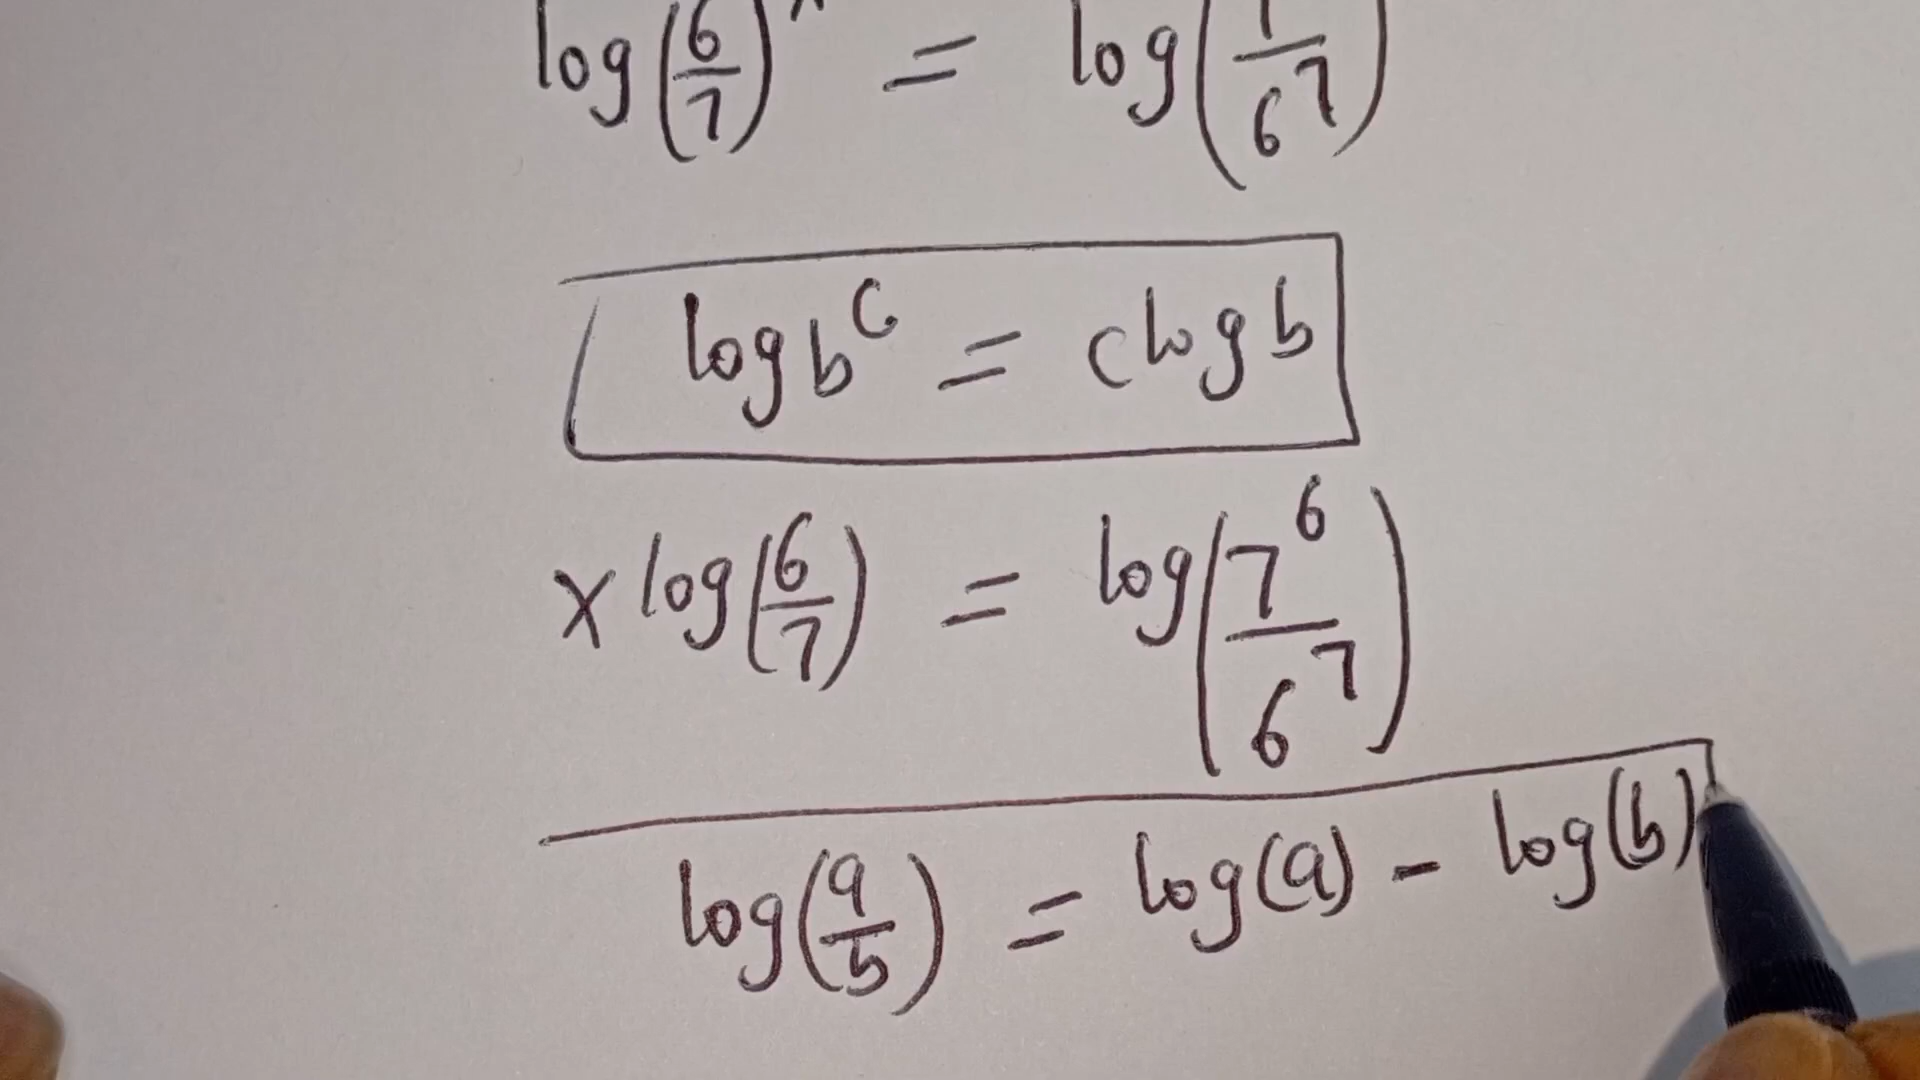 log(6/7)^x = log(7/6^7)
log b^c = c log b
x log(6/7) = log(7^6/6^7)
log(a/b) = log(a) - log(b)